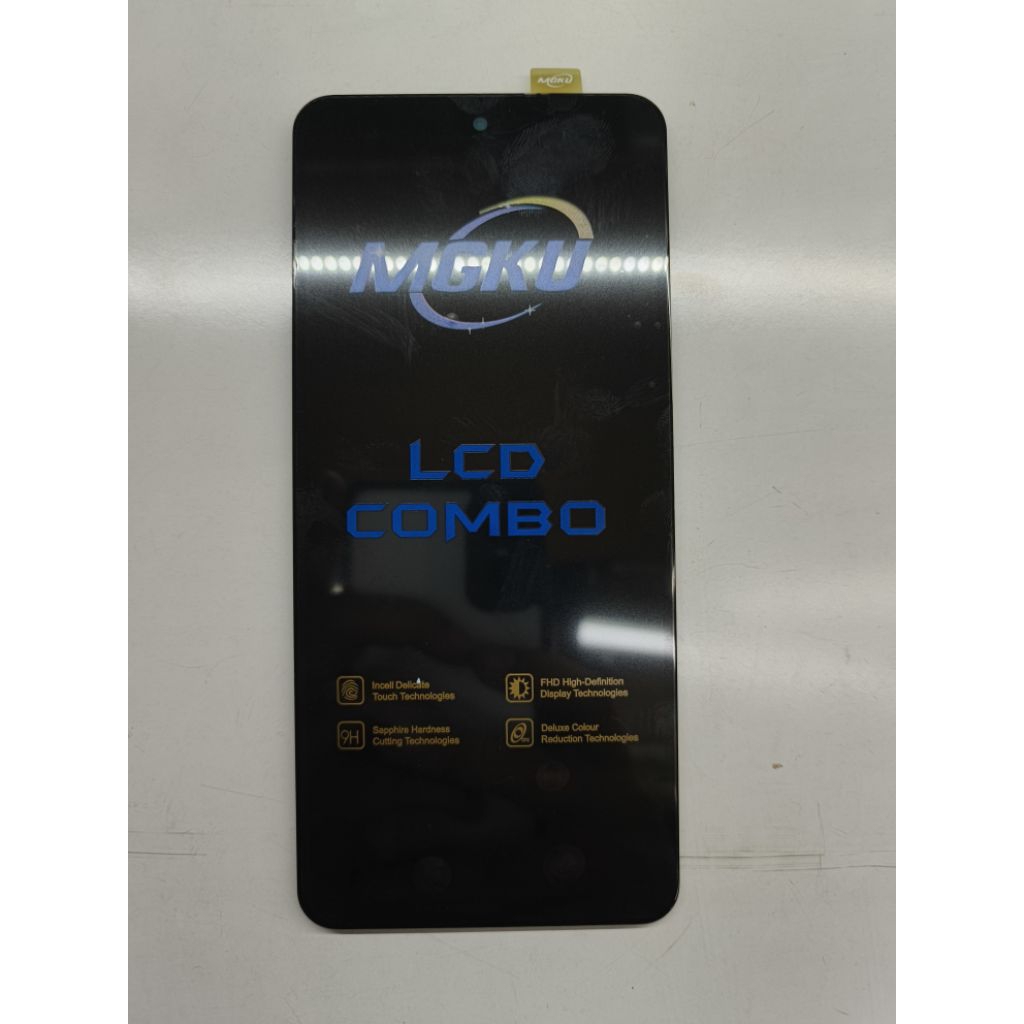 MGKU
MGKU
LCD
COMBO
Incell Delicate
Touch Technologies
FHD High-Definition
Display Technologies
9H
Sapphire Hardness
Cutting Technologies
Deluxe Colour
Reduction Technologies